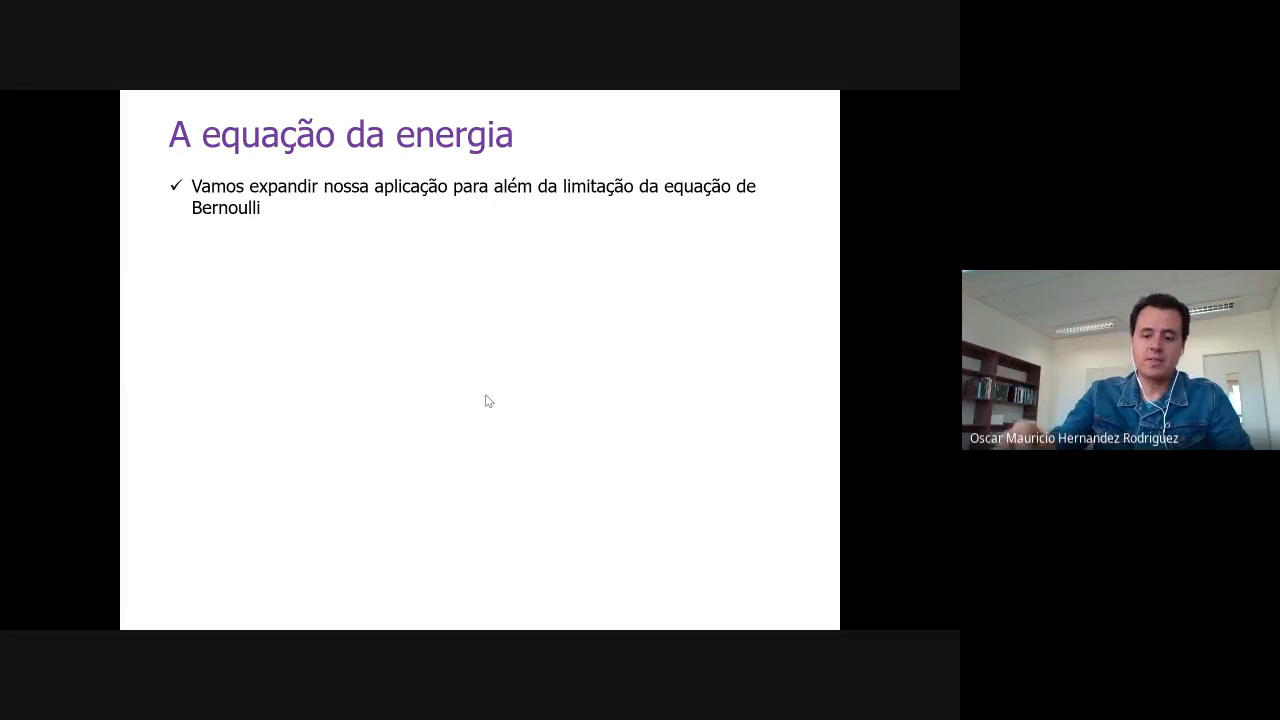 A equação da energia
✓ Vamos expandir nossa aplicação para além da limitação da equação de
Bernoulli
Oscar Mauricio Hernandez Rodriguez